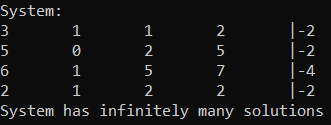 System:
3 1 1 2 |-2
5 0 2 5 |-2
6 1 5 7 |-4
2 1 2 2 |-2
System has infinitely many solutions